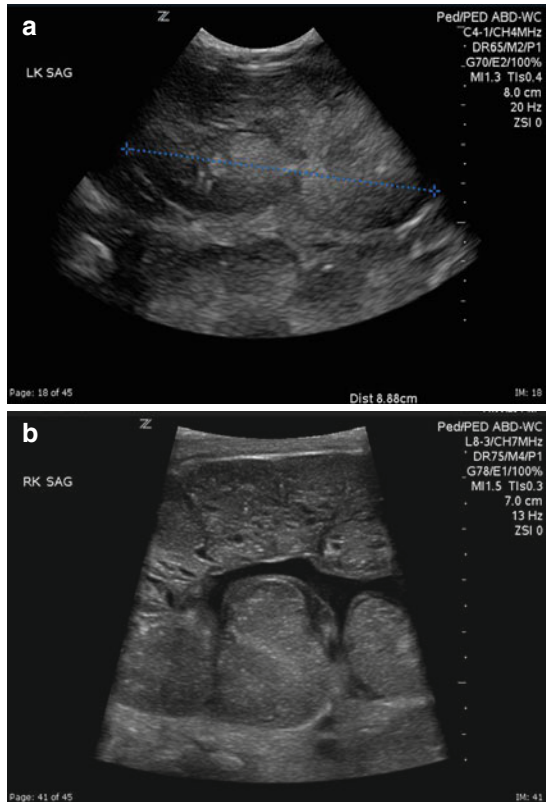 a
Z
Ped/PED ABD-WC
C4-1/CH4MHz
DR65/M2/P1
G70/E2/100%
MI1.3 TIs0.4
8.0 cm
20 Hz
ZSI 0
LK SAG
Page: 18 of 45
Dist 8.88cm
IM: 18
b
Z
Ped/PED ABD-WC
L8-3/CH7MHz
DR75/M4/P1
G78/E1/100%
MI1.5 TIs0.3
7.0 cm
13 Hz
ZSI 0
RK SAG
Page: 41 of 45
IM: 41